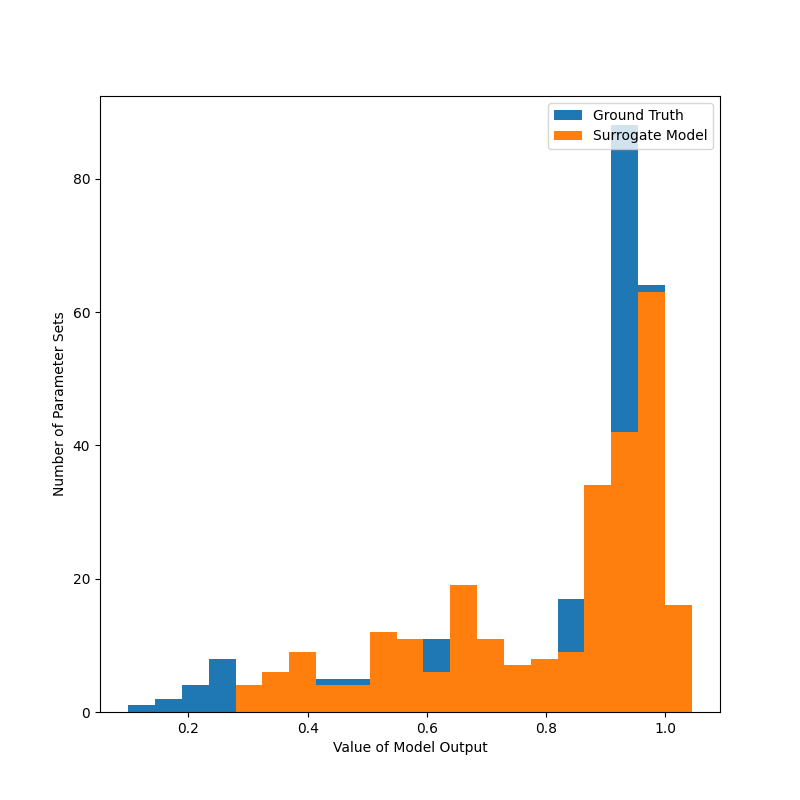 Ground Truth
Surrogate Model
80
60
40
20
0
0.2 0.4 0.6 0.8 1.0
Number of Parameter Sets
Value of Model Output